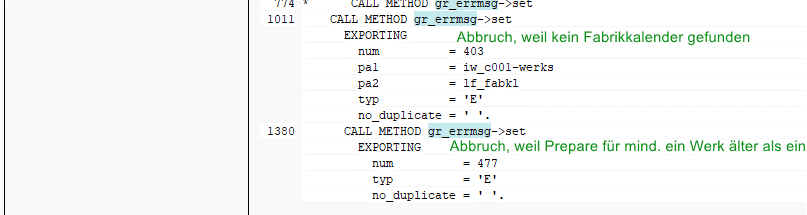 774 * CALL METHOD gr_errmsg->set
1011 CALL METHOD gr_errmsg->set
EXPORTING Abbruch, weil kein Fabrikkalender gefunden
num = 403
pa1 = iw_c001-werks
pa2 = lf_fabkl
typ = 'E'
no_duplicate = ' '.
1380 CALL METHOD gr_errmsg->set
EXPORTING Abbruch, weil Prepare für mind. ein Werk älter als ein
num = 477
typ = 'E'
no_duplicate = ' '.